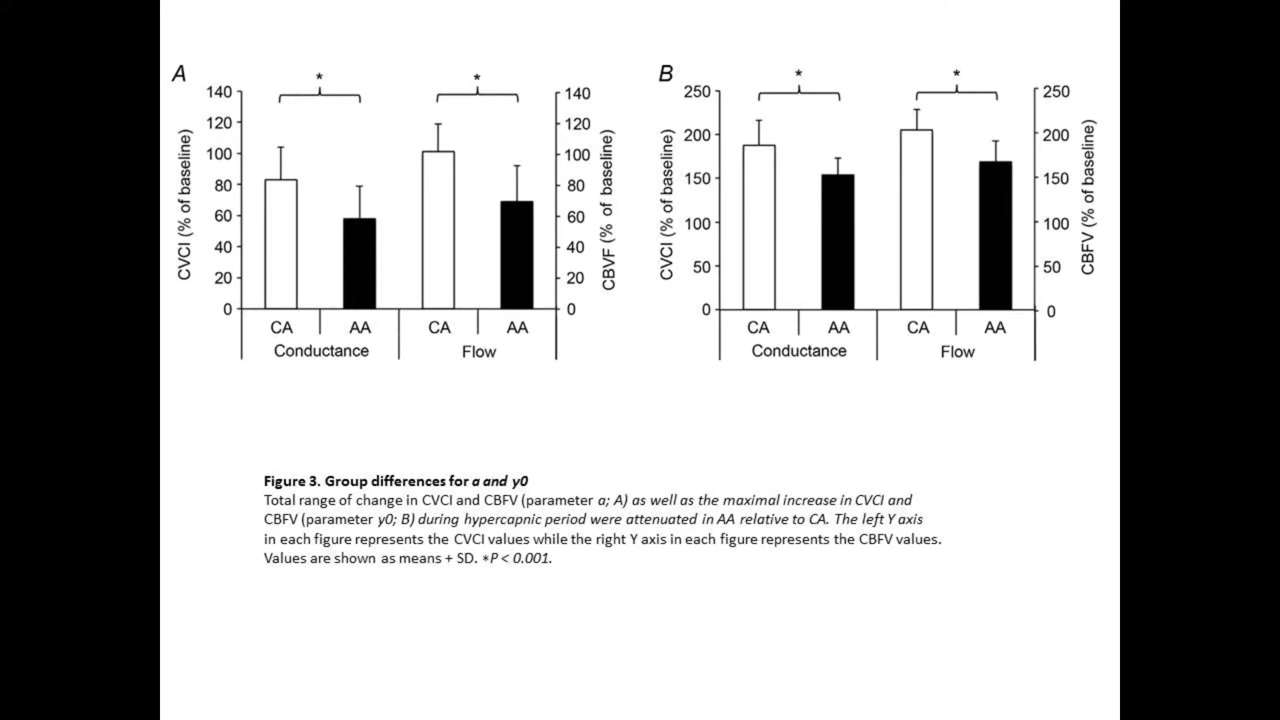 A
B
*
*
*
*
140
120
100
80
60
40
20
0
CVCI (% of baseline)
140
120
100
80
60
40
20
0
CBVF (% of baseline)
CA
AA
CA
AA
Conductance
Flow
250
200
150
100
50
0
CVCI (% of baseline)
250
200
150
100
50
0
CBFV (% of baseline)
CA
AA
CA
AA
Conductance
Flow
Figure 3. Group differences for a and y0
Total range of change in CVCI and CBFV (parameter a; A) as well as the maximal increase in CVCI and
CBFV (parameter y0; B) during hypercapnic period were attenuated in AA relative to CA. The left Y axis
in each figure represents the CVCI values while the right Y axis in each figure represents the CBFV values.
Values are shown as means + SD. *P < 0.001.